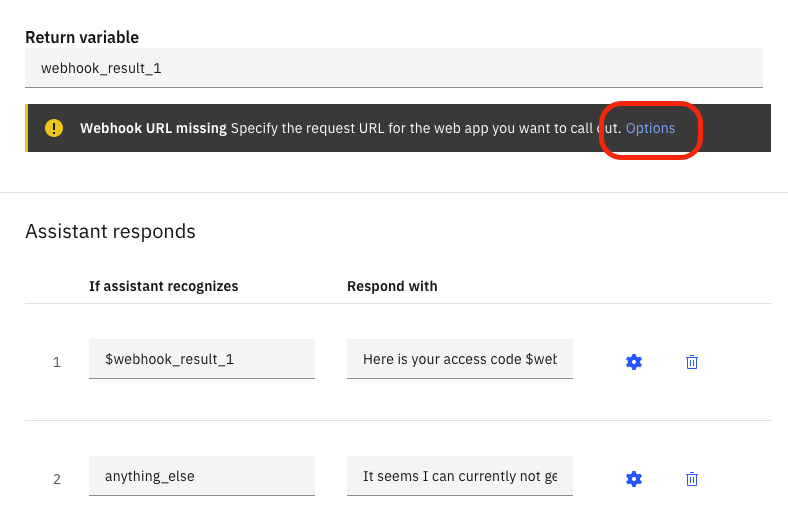 Return variable
webhook_result_1
Webhook URL missing Specify the request URL for the web app you want to call out. Options
Assistant responds
If assistant recognizes Respond with
1 $webhook_result_1 Here is your access code $web
2 anything_else It seems I can currently not ge